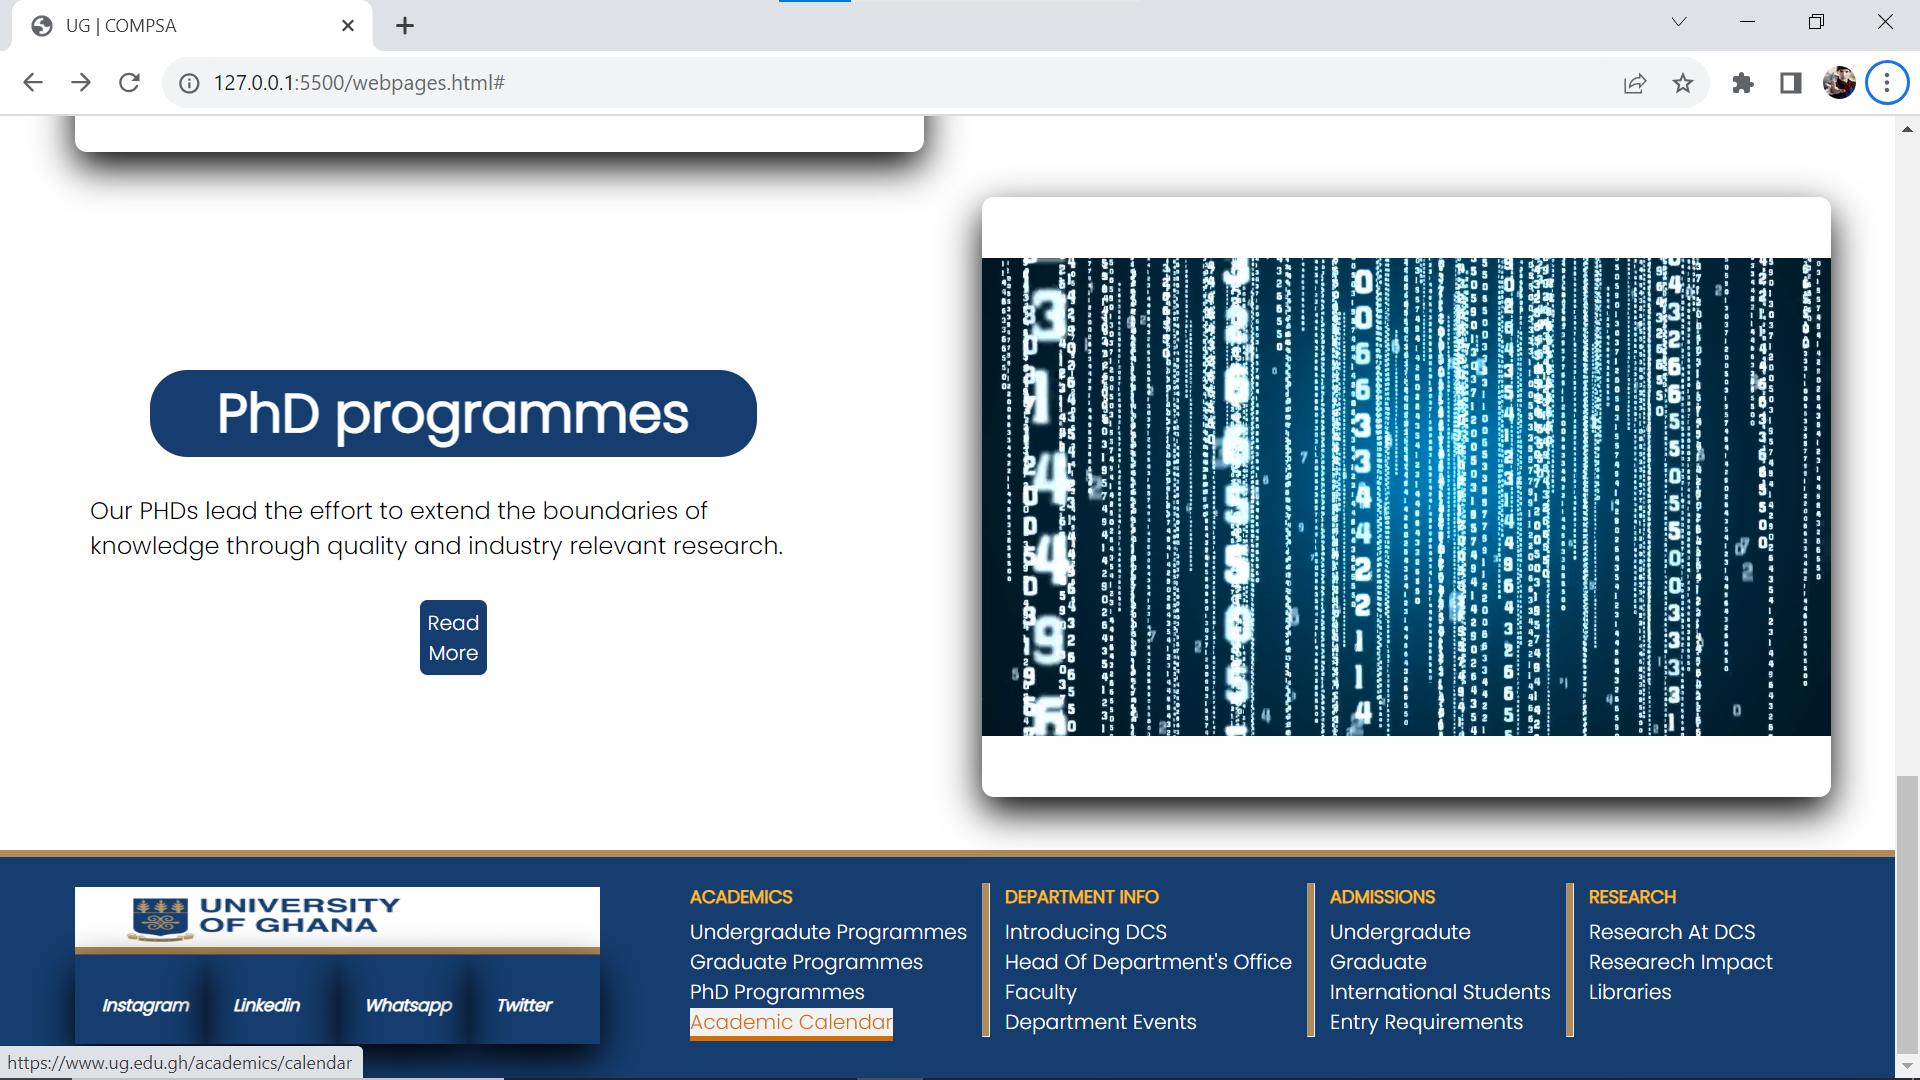 UG | COMPSA
127.0.0.1:5500/webpages.html#
PhD programmes
Our PHDs lead the effort to extend the boundaries of
knowledge through quality and industry relevant research.
Read
More
UNIVERSITY
OF GHANA
Instagram
Linkedin
Whatsapp
Twitter
ACADEMICS
Undergradute Programmes
Graduate Programmes
PhD Programmes
Academic Calendar
DEPARTMENT INFO
Introducing DCS
Head Of Department's Office
Faculty
Department Events
ADMISSIONS
Undergradute
Graduate
International Students
Entry Requirements
RESEARCH
Research At DCS
Researech Impact
Libraries
https://www.ug.edu.gh/academics/calendar